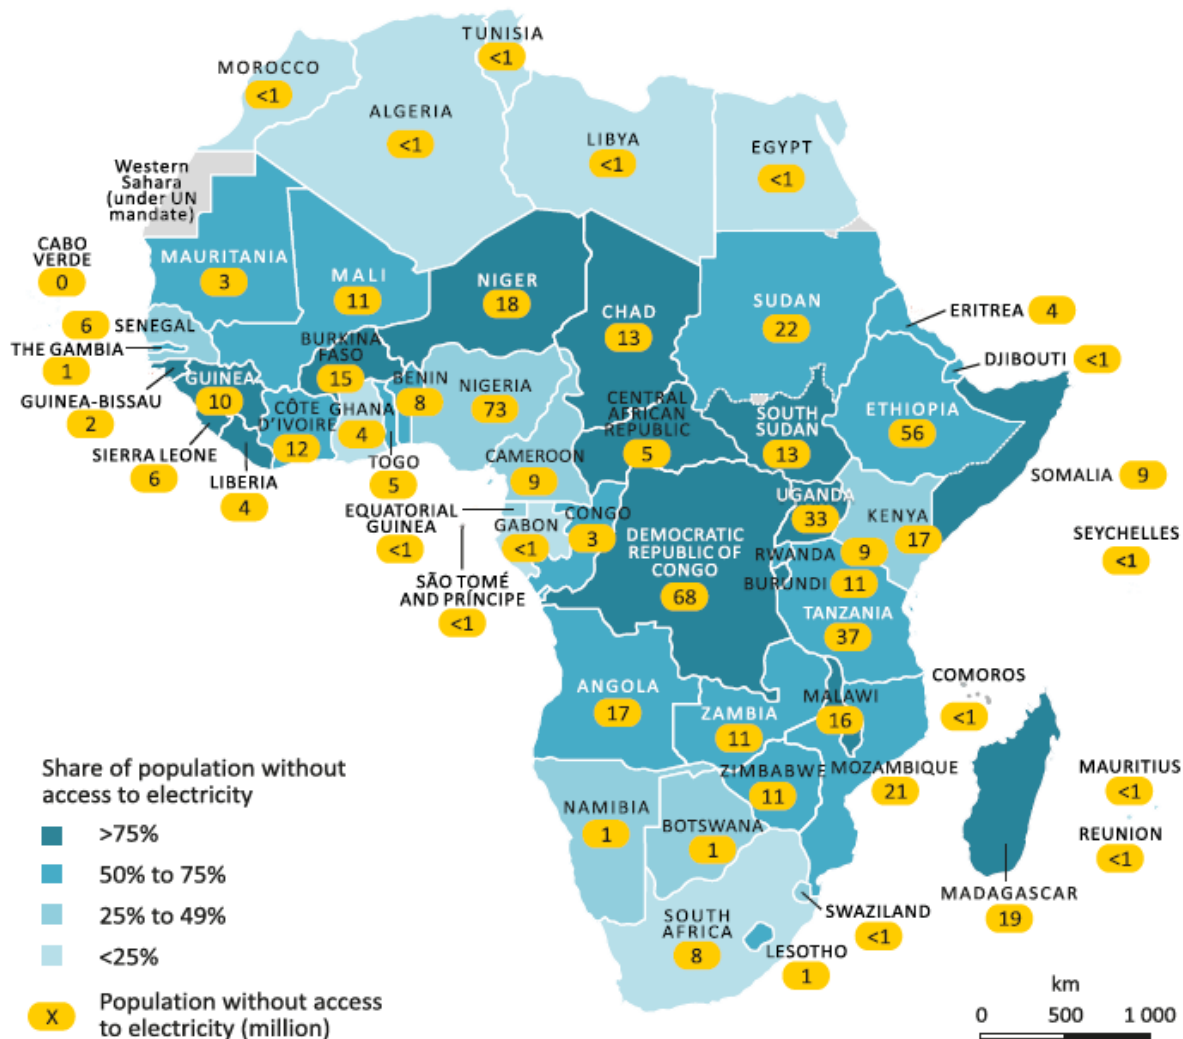 TUNISIA
<1
MOROCCO
<1
ALGERIA
<1
LIBYA
<1
EGYPT
<1
Western
Sahara
(under UN
mandate)
CABO
VERDE
0
MAURITANIA
3
MALI
11
NIGER
18
CHAD
13
SUDAN
22
ERITREA 4
6 SENEGAL
THE GAMBIA
1
BURKINA
FASO
15
DJIBOUTI <1
GUINEA-BISSAU
2
GUINEA
10
BENIN
8
NIGERIA
73
CENTRAL
AFRICAN
REPUBLIC
5
SOUTH
SUDAN
13
ETHIOPIA
56
CÔTE
D'IVOIRE
12
GHANA
4
SIERRA LEONE
6
LIBERIA
4
TOGO
5
CAMEROON
9
SOMALIA 9
EQUATORIAL
GUINEA
<1
GABON
<1
CONGO
3
DEMOCRATIC
REPUBLIC OF
CONGO
68
UGANDA
33
KENYA
17
SEYCHELLES
<1
RWANDA 9
BURUNDI 11
SÃO TOMÉ
AND PRÍNCIPE
<1
TANZANIA
37
COMOROS
<1
ANGOLA
17
ZAMBIA
11
MALAWI
16
ZIMBABWE
11
MOZAMBIQUE
21
MAURITIUS
<1
NAMIBIA
1
BOTSWANA
1
REUNION
<1
MADAGASCAR
19
SOUTH
AFRICA
8
SWAZILAND
<1
LESOTHO
1
Share of population without
access to electricity
>75%
50% to 75%
25% to 49%
<25%
X Population without access
to electricity (million)
km
0 500 1 000